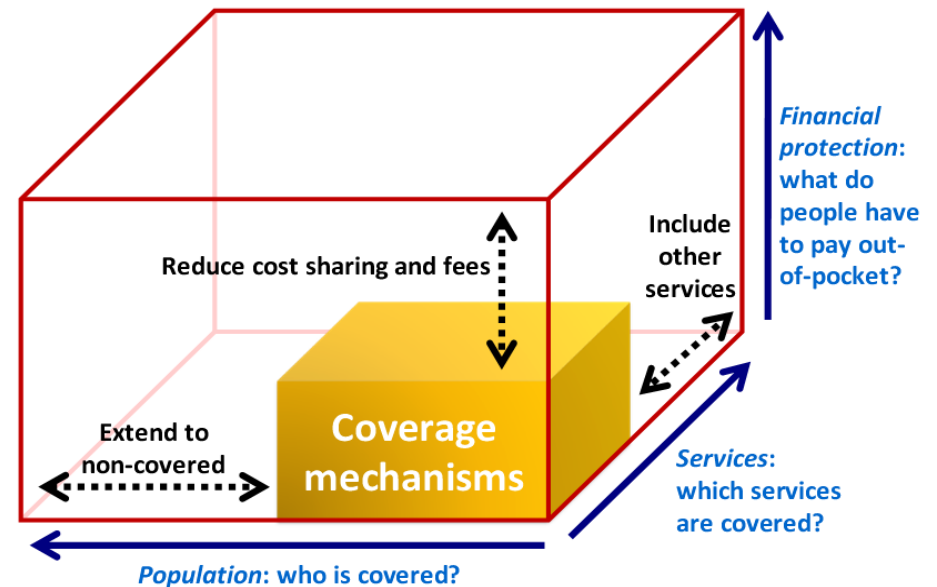 Financial
protection:
what do
people have
to pay out-
of-pocket?
Include
other
services
Reduce cost sharing and fees
Coverage
mechanisms
Extend to
non-covered
Services:
which services
are covered?
Population: who is covered?